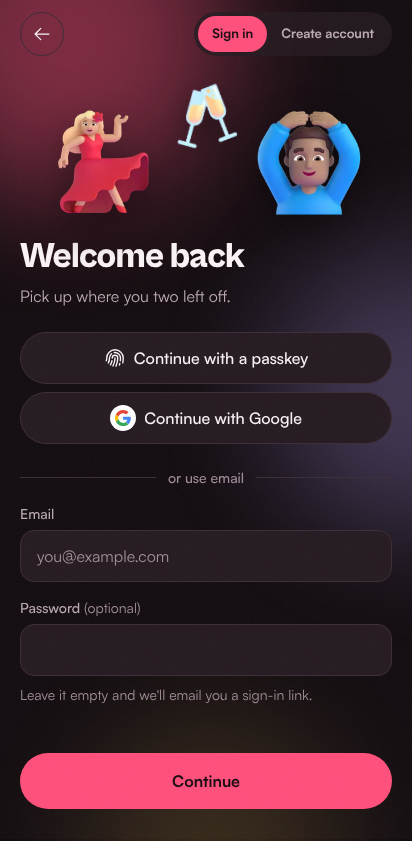 Sign in
Create account
Welcome back
Pick up where you two left off.
Continue with a passkey
Continue with Google
or use email
Email
you@example.com
Password (optional)
Leave it empty and we'll email you a sign-in link.
Continue